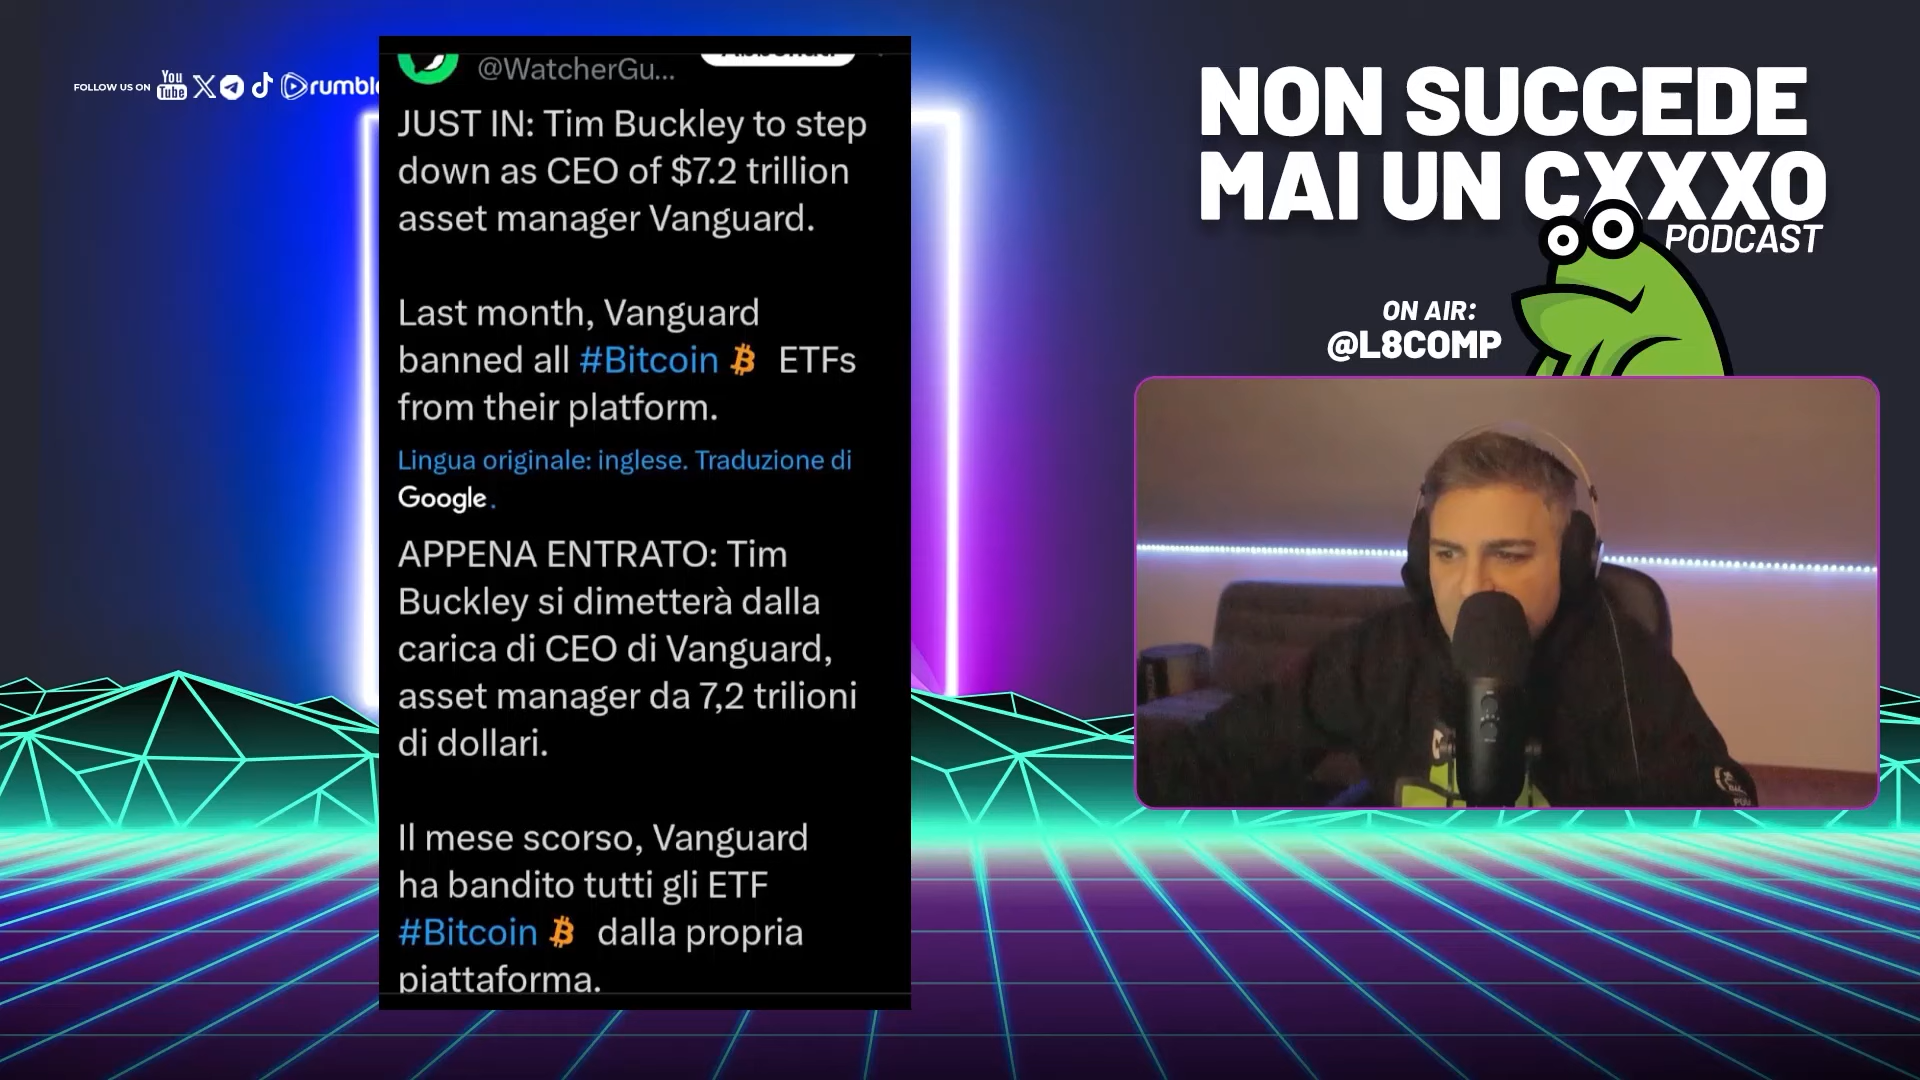 FOLLOW US ON You Tube rumble
@WatcherGu...
JUST IN: Tim Buckley to step
down as CEO of $7.2 trillion
asset manager Vanguard.
Last month, Vanguard
banned all #Bitcoin ETFs
from their platform.
Lingua originale: inglese. Traduzione di
Google.
APPENA ENTRATO: Tim
Buckley si dimetterà dalla
carica di CEO di Vanguard,
asset manager da 7,2 trilioni
di dollari.
Il mese scorso, Vanguard
ha bandito tutti gli ETF
#Bitcoin dalla propria
piattaforma.
NON SUCCEDE
MAI UN CXXXO
PODCAST
ON AIR:
@L8COMP